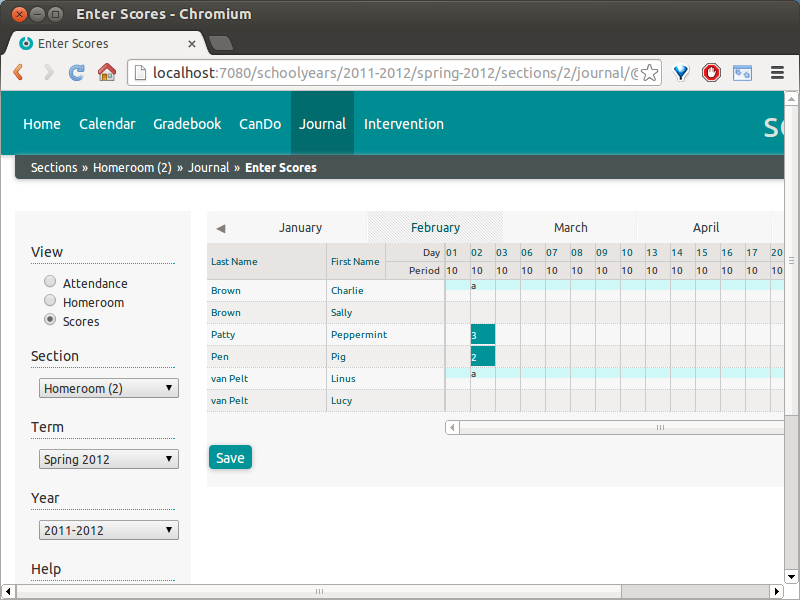 Enter Scores - Chromium
Enter Scores
localhost:7080/schoolyears/2011-2012/spring-2012/sections/2/journal/@
Home Calendar Gradebook CanDo Journal Intervention
Sections » Homeroom (2) » Journal » Enter Scores
View
Attendance
Homeroom
Scores
Section
Homeroom (2)
Term
Spring 2012
Year
2011-2012
Help
January February March April
Last Name First Name Day 01 02 03 06 07 08 09 10 13 14 15 16 17 20
Period 10 10 10 10 10 10 10 10 10 10 10 10 10 10
Brown Charlie a
Brown Sally
Patty Peppermint 3
Pen Pig 2
van Pelt Linus a
van Pelt Lucy
Save